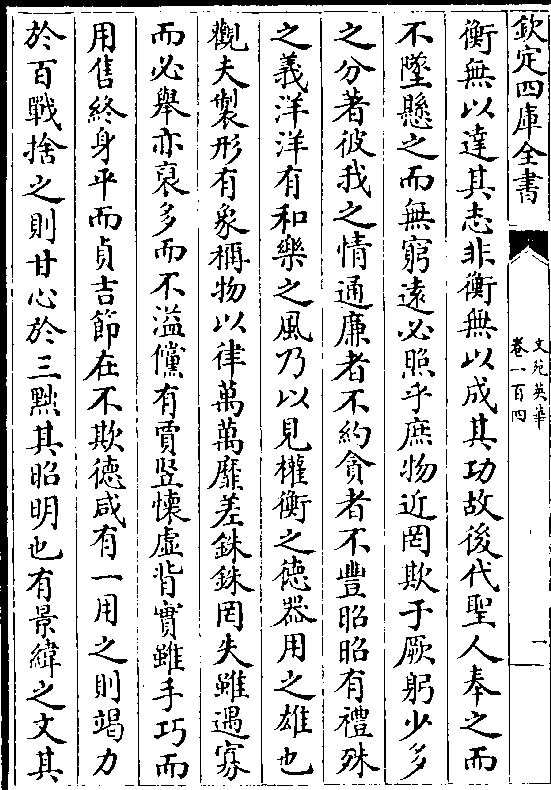 欽定四庫全書
文苑英華
卷一百四
一
衡無以達其志非衡無以成其功故後代聖人奉之而
不墜懸之而無窮遠必照乎庶物近罔欺于厥躬少多
之分著彼我之情通廉者不約貪者不豐昭昭有禮殊
之義洋洋有和樂之風乃以見權衡之德器用之雄也
觀夫製形有象稱物以律萬萬靡差銖銖罔失雖遇寡
而必舉亦裒多而不溢儻有賈豎懷虛背實雖手巧而
用售終身平而貞吉節在不欺德咸有一用之則竭力
於百戰捨之則甘心於三黜其昭明也有景緯之文其